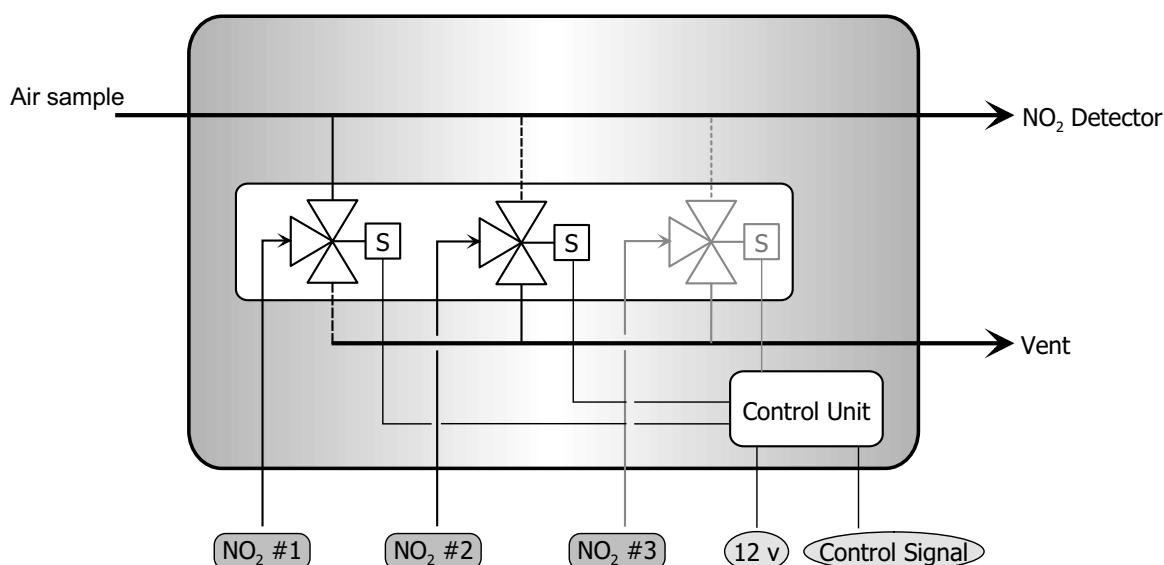 Air sample
NO₂ Detector
S
S
S
Vent
Control Unit
NO₂ #1
NO₂ #2
NO₂ #3
12 v
Control Signal